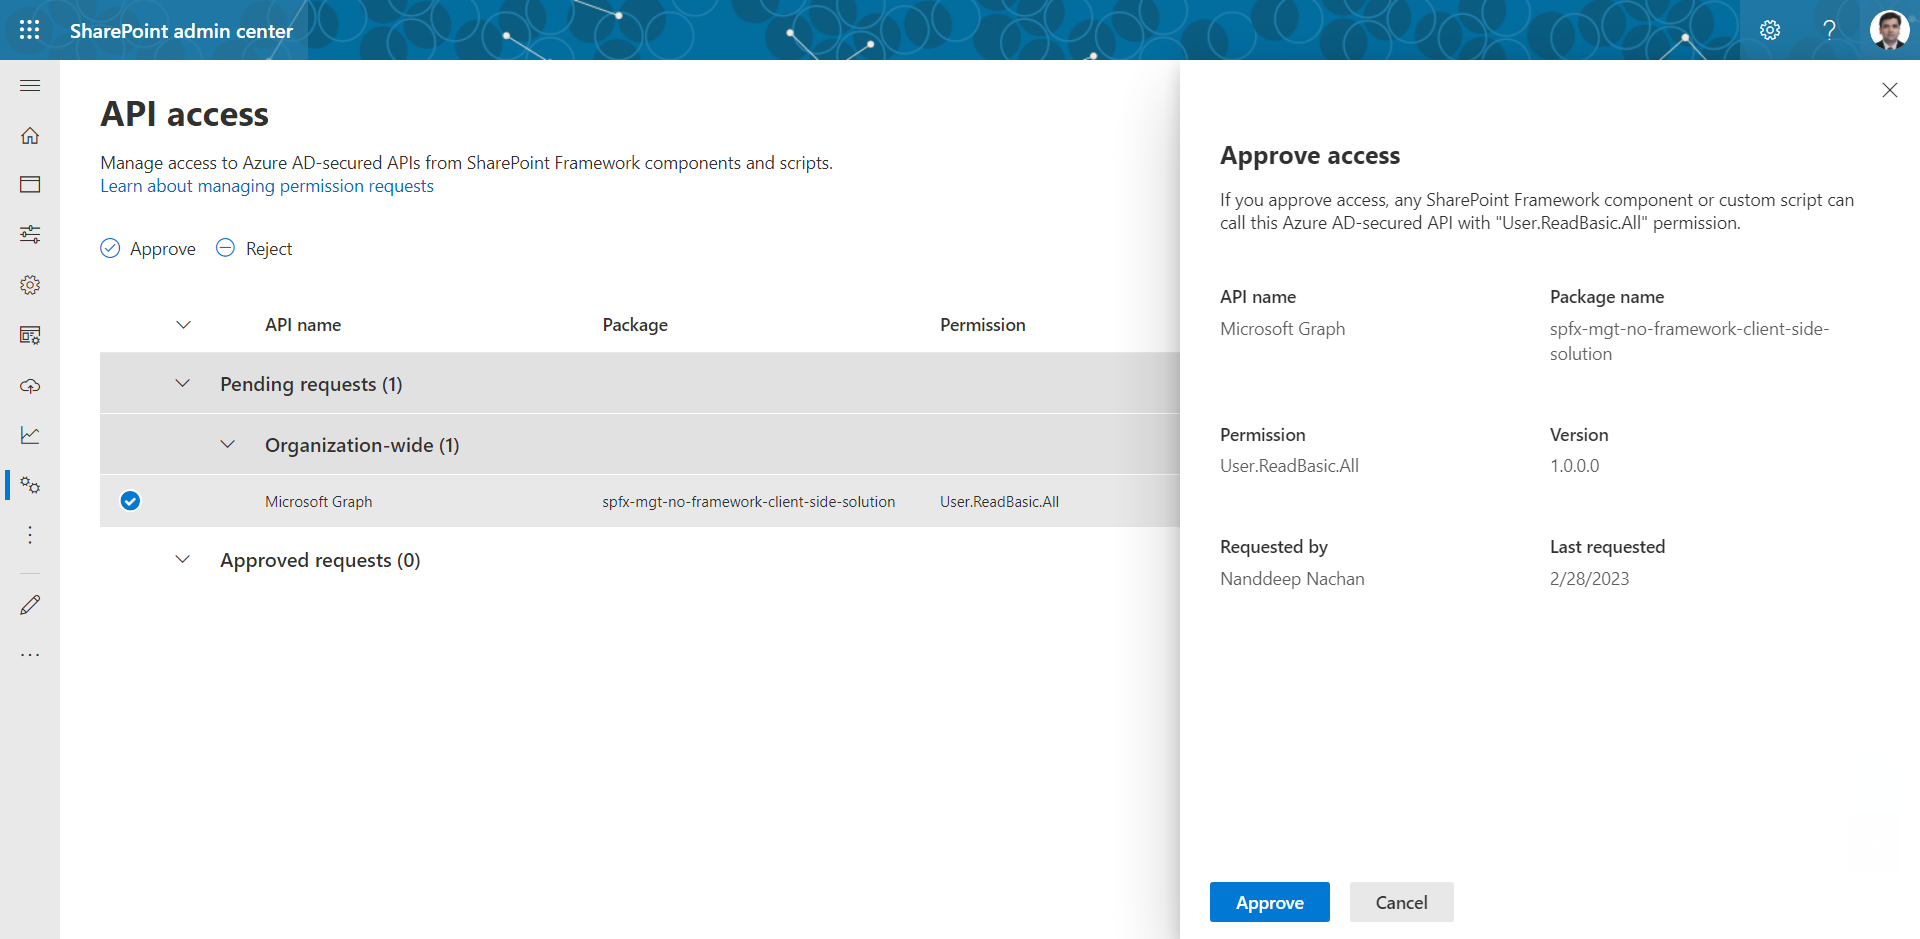 SharePoint admin center
?
API access
Manage access to Azure AD-secured APIs from SharePoint Framework components and scripts.
Learn about managing permission requests
Approve
Reject
API name
Package
Permission
Pending requests (1)
Organization-wide (1)
Microsoft Graph
spfx-mgt-no-framework-client-side-solution
User.ReadBasic.All
Approved requests (0)
Approve access
If you approve access, any SharePoint Framework component or custom script can
call this Azure AD-secured API with "User.ReadBasic.All" permission.
API name
Microsoft Graph
Package name
spfx-mgt-no-framework-client-side-
solution
Permission
User.ReadBasic.All
Version
1.0.0.0
Requested by
Nanddeep Nachan
Last requested
2/28/2023
Approve
Cancel